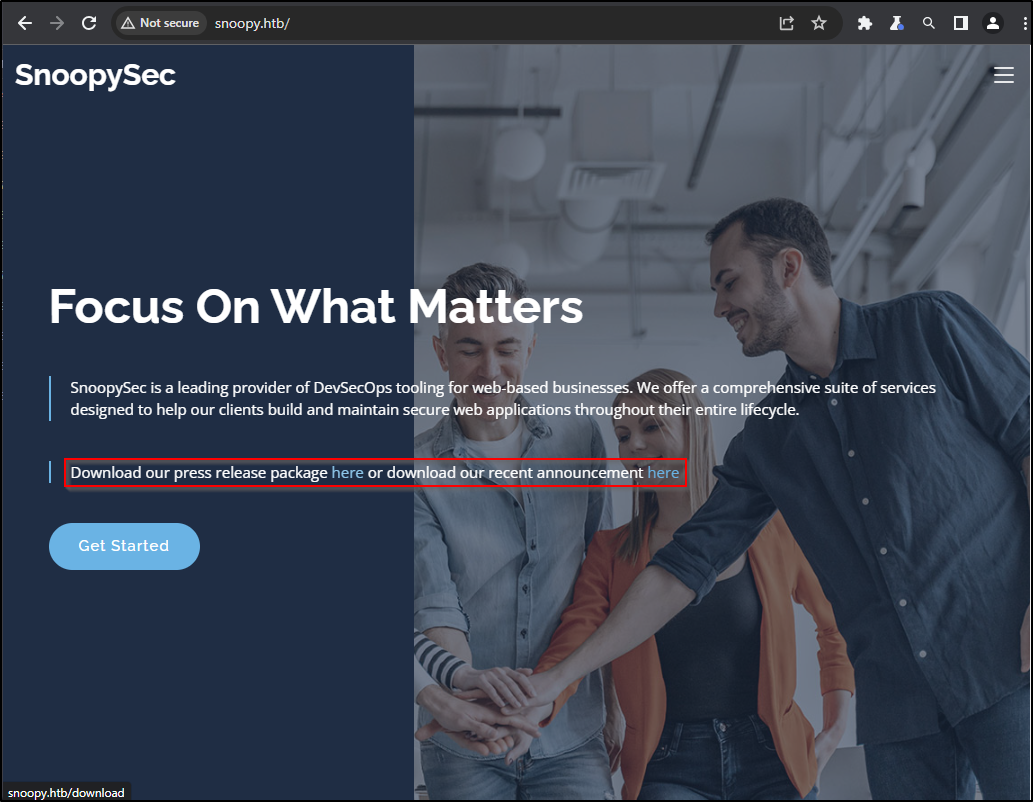 Not secure snoopy.htb/
SnoopySec
Focus On What Matters
SnoopySec is a leading provider of DevSecOps tooling for web-based businesses. We offer a comprehensive suite of services
designed to help our clients build and maintain secure web applications throughout their entire lifecycle.
Download our press release package here or download our recent announcement here
Get Started
snoopy.htb/download